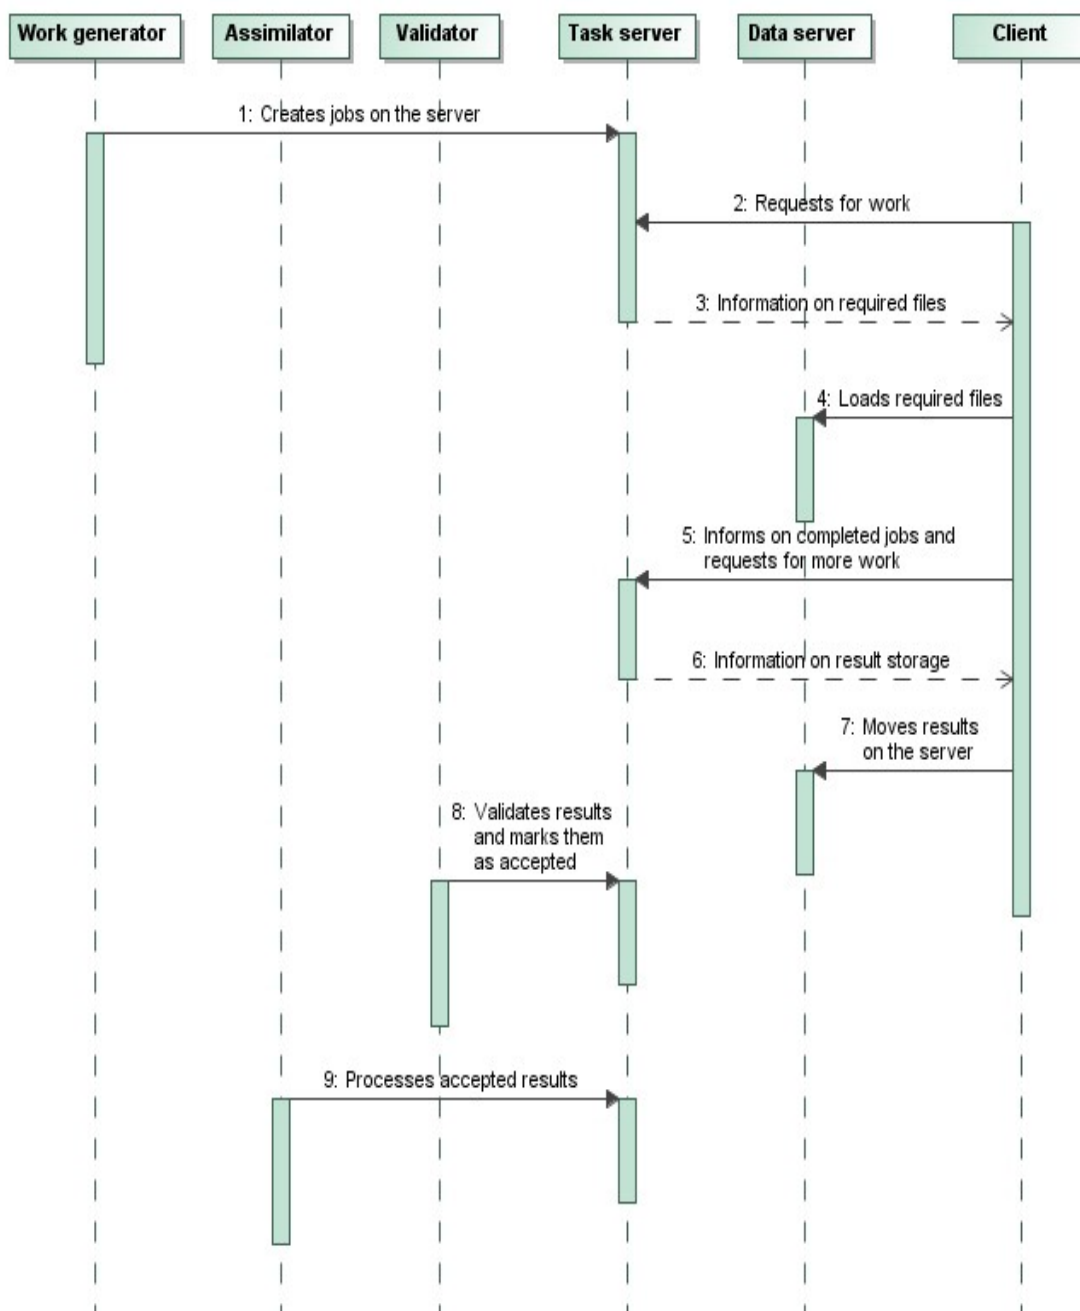 Work generator
Assimilator
Validator
Task server
Data server
Client
1: Creates jobs on the server
2: Requests for work
3: Information on required files
4: Loads required files
5: Informs on completed jobs and
requests for more work
6: Information on result storage
7: Moves results
on the server
8: Validates results
and marks them
as accepted
9: Processes accepted results